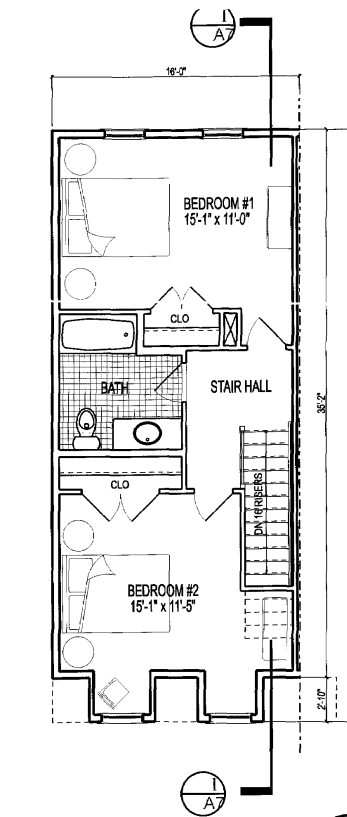 1
A7
16'-0"
BEDROOM #1
15'-1" x 11'-0"
CLO
BATH
STAIR HALL
35'-2"
CLO
DN 16 RISERS
BEDROOM #2
15'-1" x 11'-5"
2'-10"
1
A7